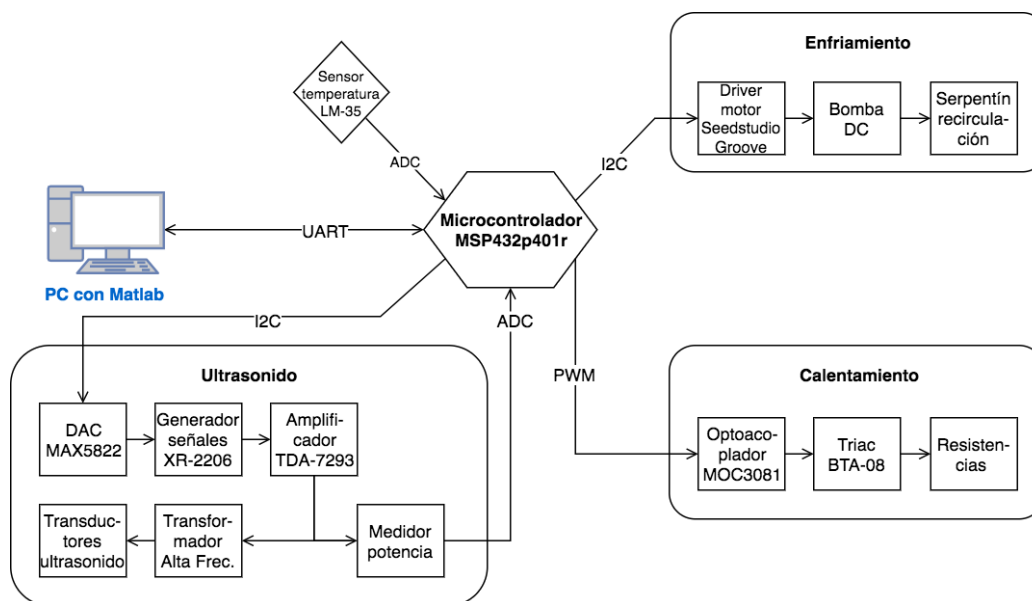 Enfriamiento
Driver
motor
Seedstudio
Groove
Bomba
DC
Serpentín
recircula-
ción
Sensor
temperatura
LM-35
ADC
I2C
Microcontrolador
MSP432p401r
UART
PC con Matlab
I2C
ADC
PWM
Ultrasonido
DAC
MAX5822
Generador
señales
XR-2206
Amplifi-
cador
TDA-7293
Transduc-
tores
ultrasonido
Transfor-
mador
Alta Frec.
Medidor
potencia
Calentamiento
Optoaco-
plador
MOC3081
Triac
BTA-08
Resisten-
cias